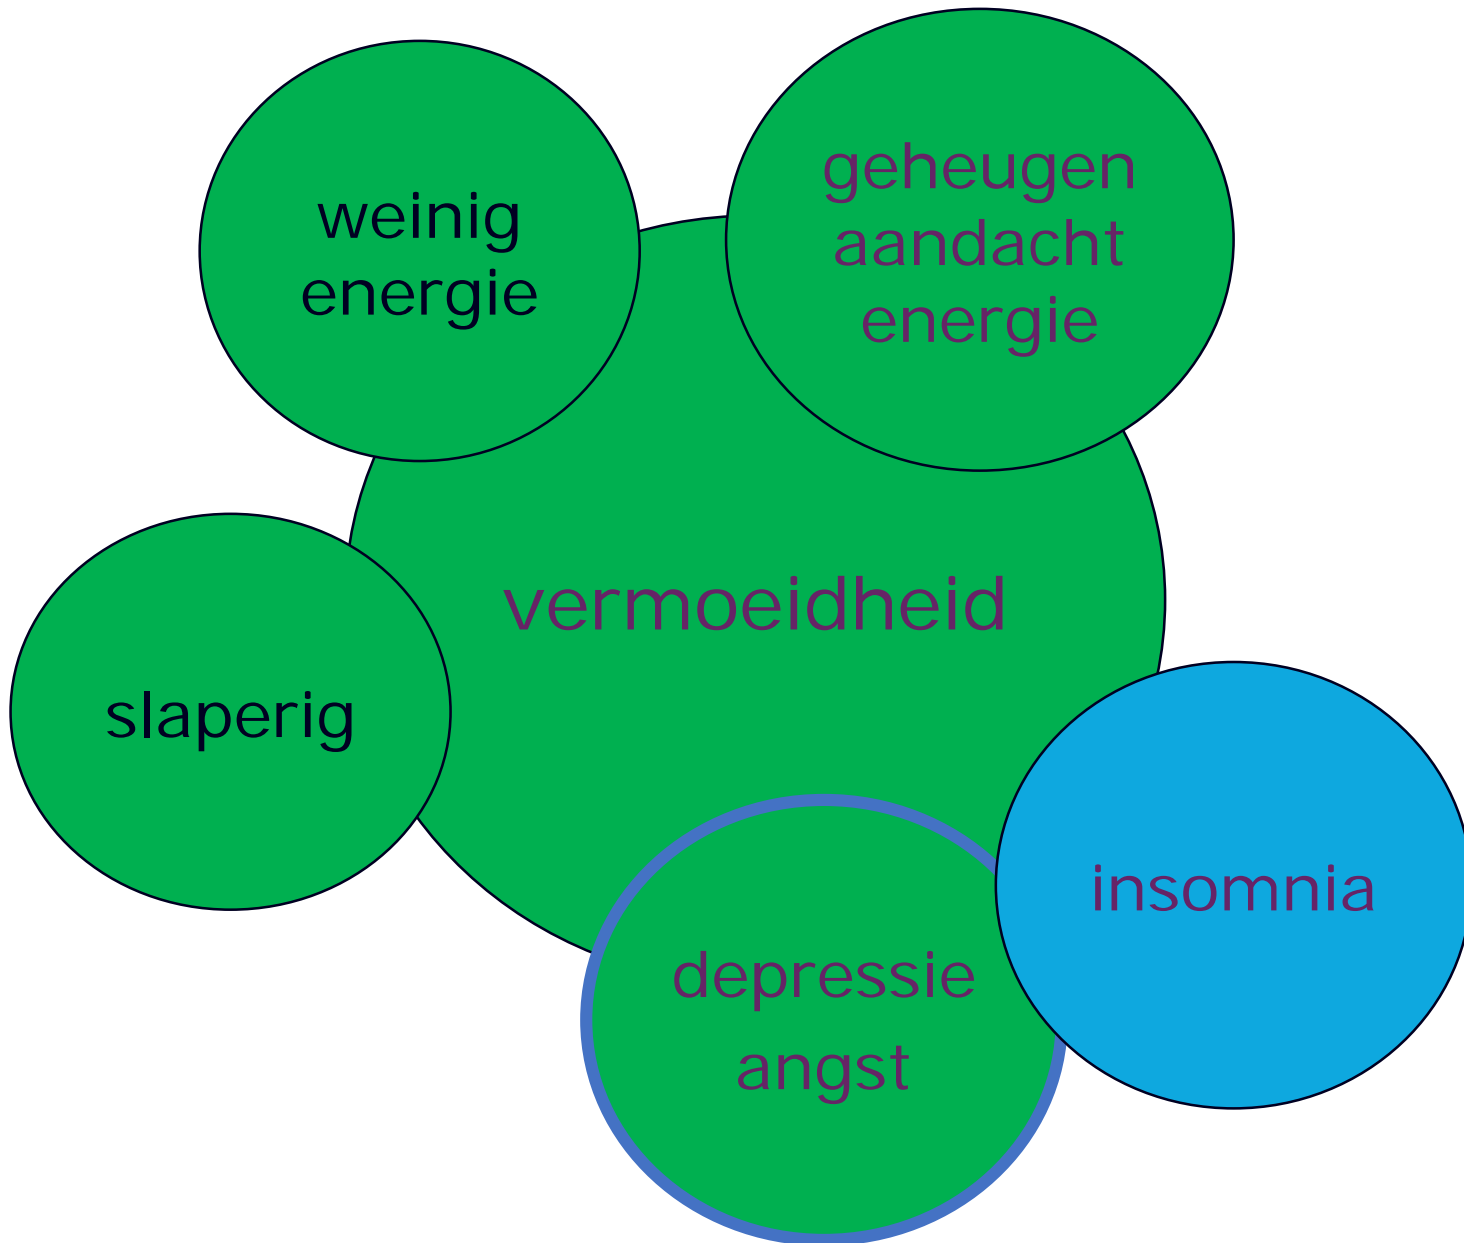 weinig
energie
geheugen
aandacht
energie
vermoeidheid
slaperig
insomnia
depressie
angst